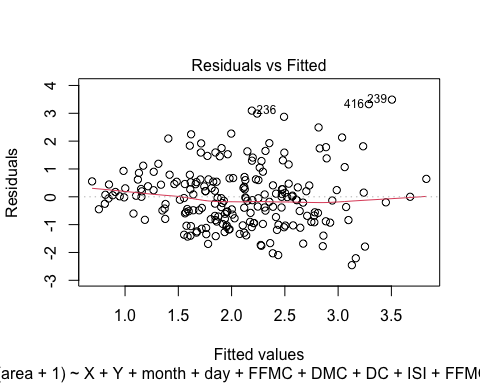 Residuals vs Fitted
4
3
2
1
0
-1
-2
-3
Residuals
236
416
239
1.0 1.5 2.0 2.5 3.0 3.5
Fitted values
(area + 1) ~ X + Y + month + day + FFMC + DMC + DC + ISI + FFM